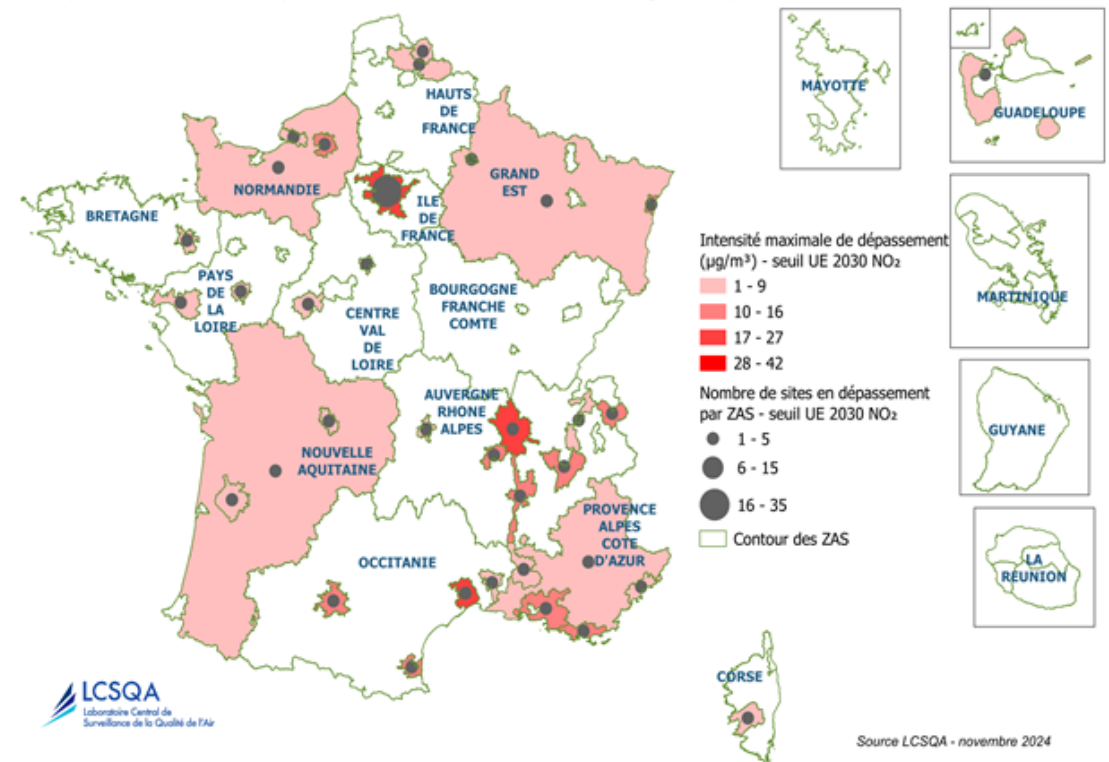 HAUTS
DE
FRANCE
NORMANDIE
GRAND
EST
ILE
DE
FRANCE
BRETAGNE
PAYS
DE
LA
LOIRE
CENTRE
VAL
DE
LOIRE
BOURGOGNE
FRANCHE
COMTE
AUVERGNE
RHONE
ALPES
NOUVELLE
AQUITAINE
PROVENCE
ALPES
COTE
D'AZUR
OCCITANIE
CORSE
MAYOTTE
GUADELOUPE
MARTINIQUE
GUYANE
LA
RÉUNION
Intensité maximale de dépassement
(µg/m³) - seuil UE 2030 NO₂
1 - 9
10 - 16
17 - 27
28 - 42
Nombre de sites en dépassement
par ZAS - seuil UE 2030 NO₂
1 - 5
6 - 15
16 - 35
Contour des ZAS
LCSQA
Laboratoire Central de
Surveillance de la Qualité de l'Air
Source LCSQA - novembre 2024